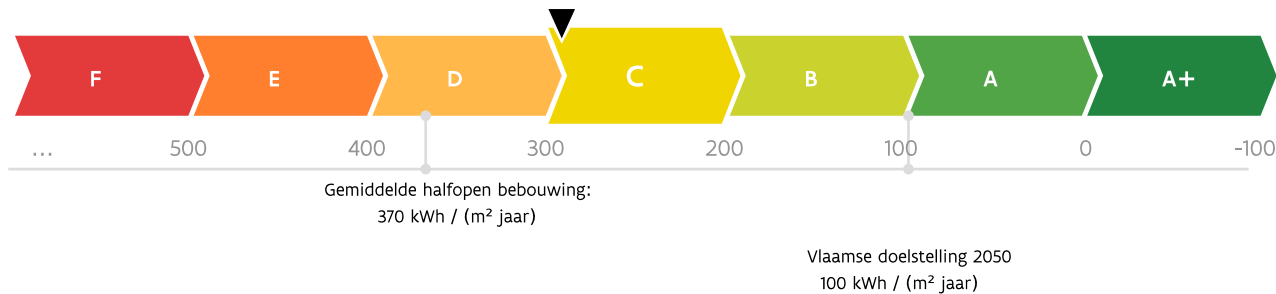 F E D C B A A+
... 500 400 300 200 100 0 -100
Gemiddelde halfopen bebouwing:
370 kWh / (m² jaar)
Vlaamse doelstelling 2050
100 kWh / (m² jaar)